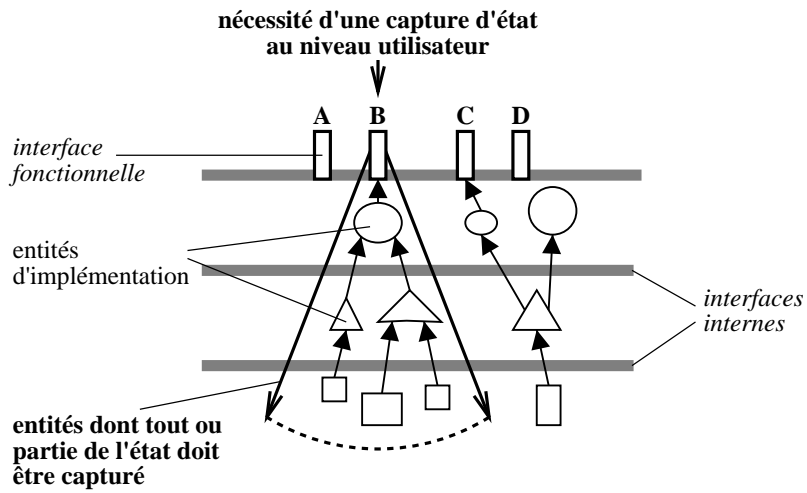 nécessité d'une capture d'état
au niveau utilisateur
A
B
C
D
interface
fonctionnelle
entités
d'implémentation
interfaces
internes
entités dont tout ou
partie de l'état doit
être capturé